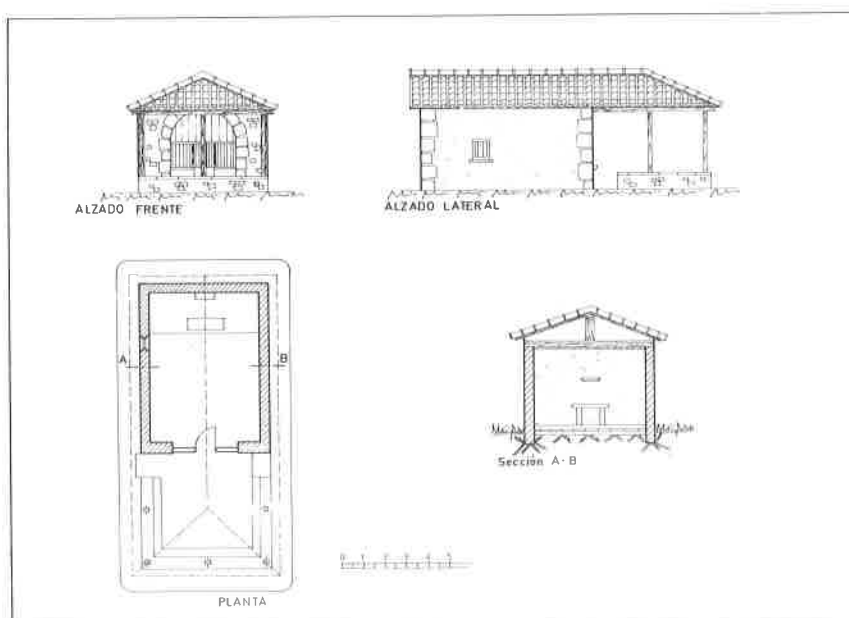 ALZADO FRENTE
ALZADO LATERAL
A
B
Sección A-B
PLANTA